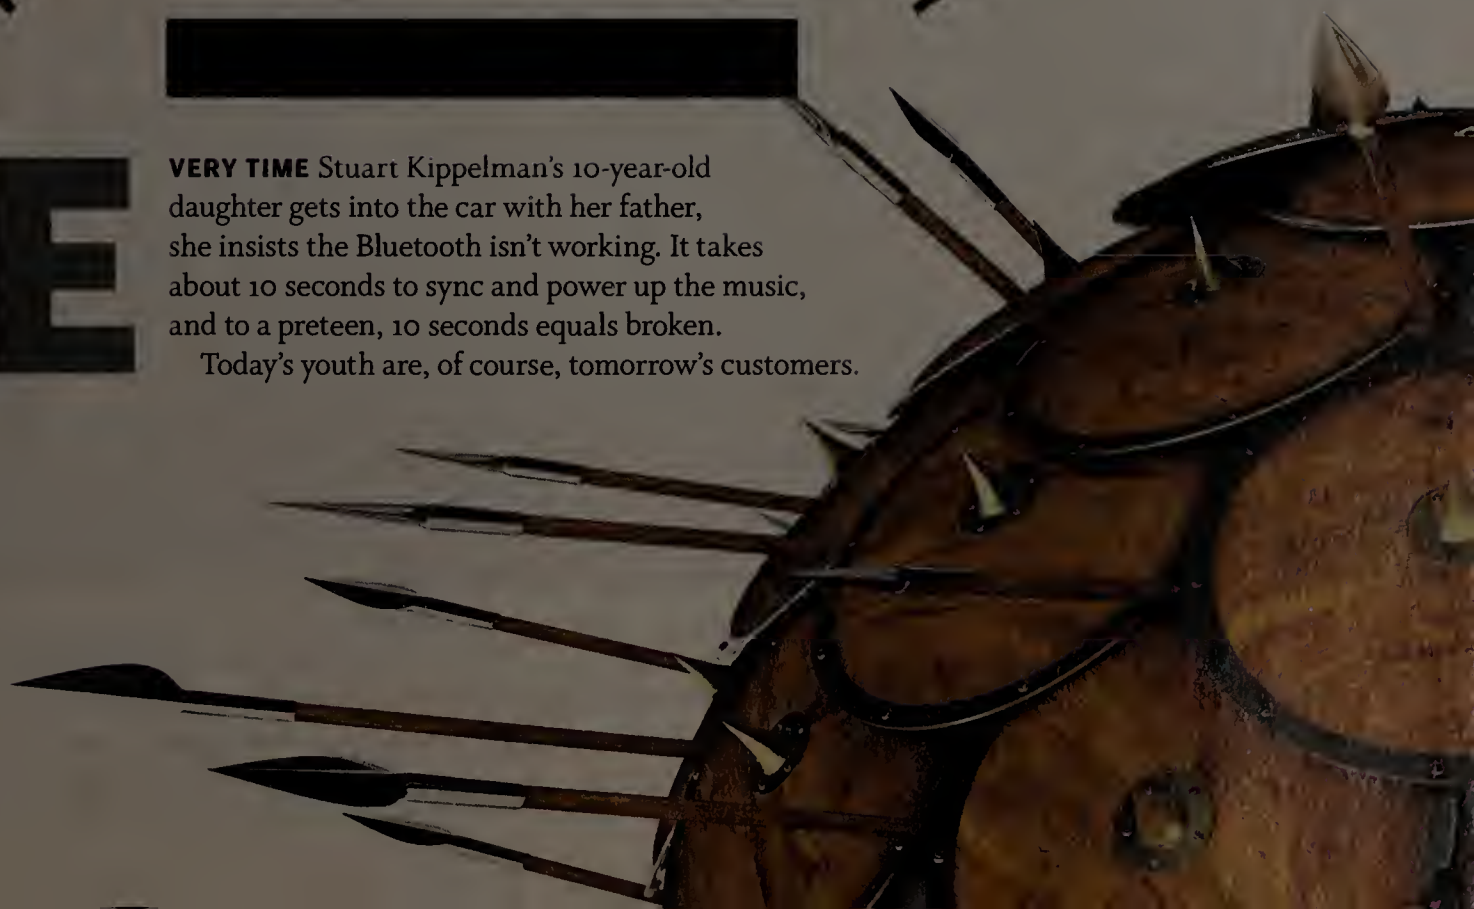 EVERY TIME Stuart Kippelman's 10-year-old
daughter gets into the car with her father,
she insists the Bluetooth isn't working. It takes
about 10 seconds to sync and power up the music,
and to a preteen, 10 seconds equals broken.
Today's youth are, of course, tomorrow's customers.